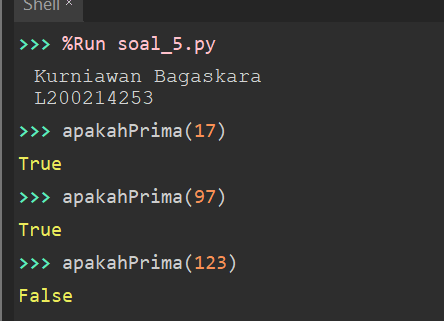 Shell ×
>>> %Run soal_5.py
Kurniawan Bagaskara
L200214253
>>> apakahPrima(17)
True
>>> apakahPrima(97)
True
>>> apakahPrima(123)
False